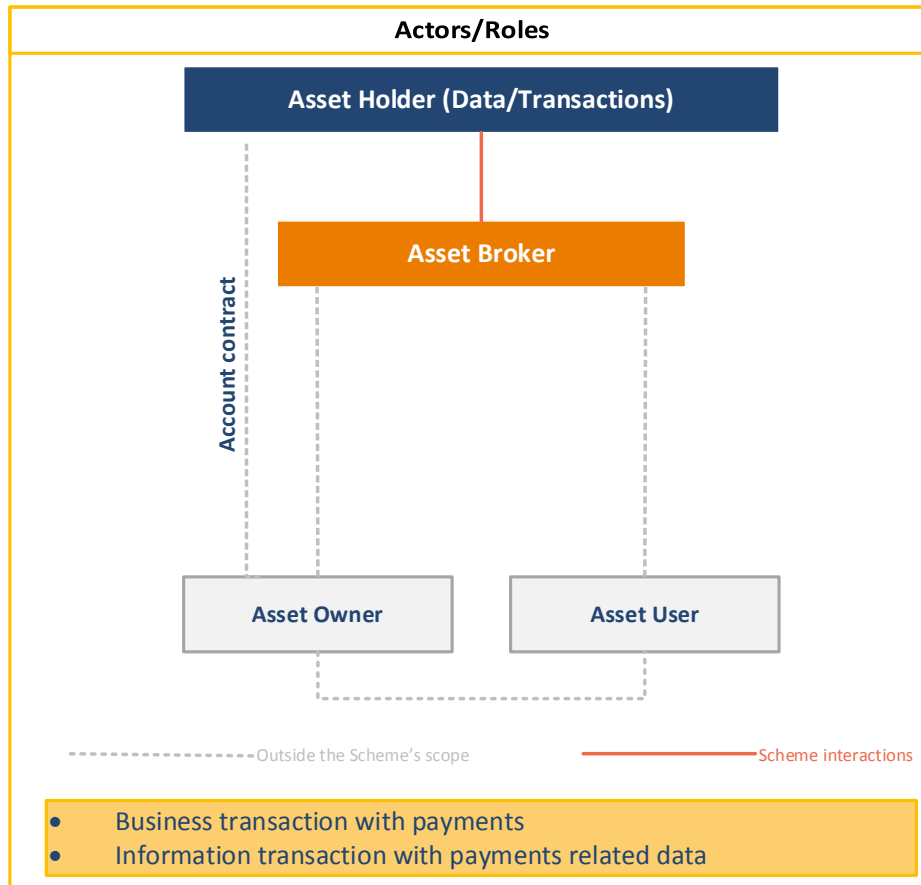 Actors/Roles
Asset Holder (Data/Transactions)
Asset Broker
Account contract
Asset Owner
Asset User
Outside the Scheme’s scope
Scheme interactions
• Business transaction with payments
• Information transaction with payments related data